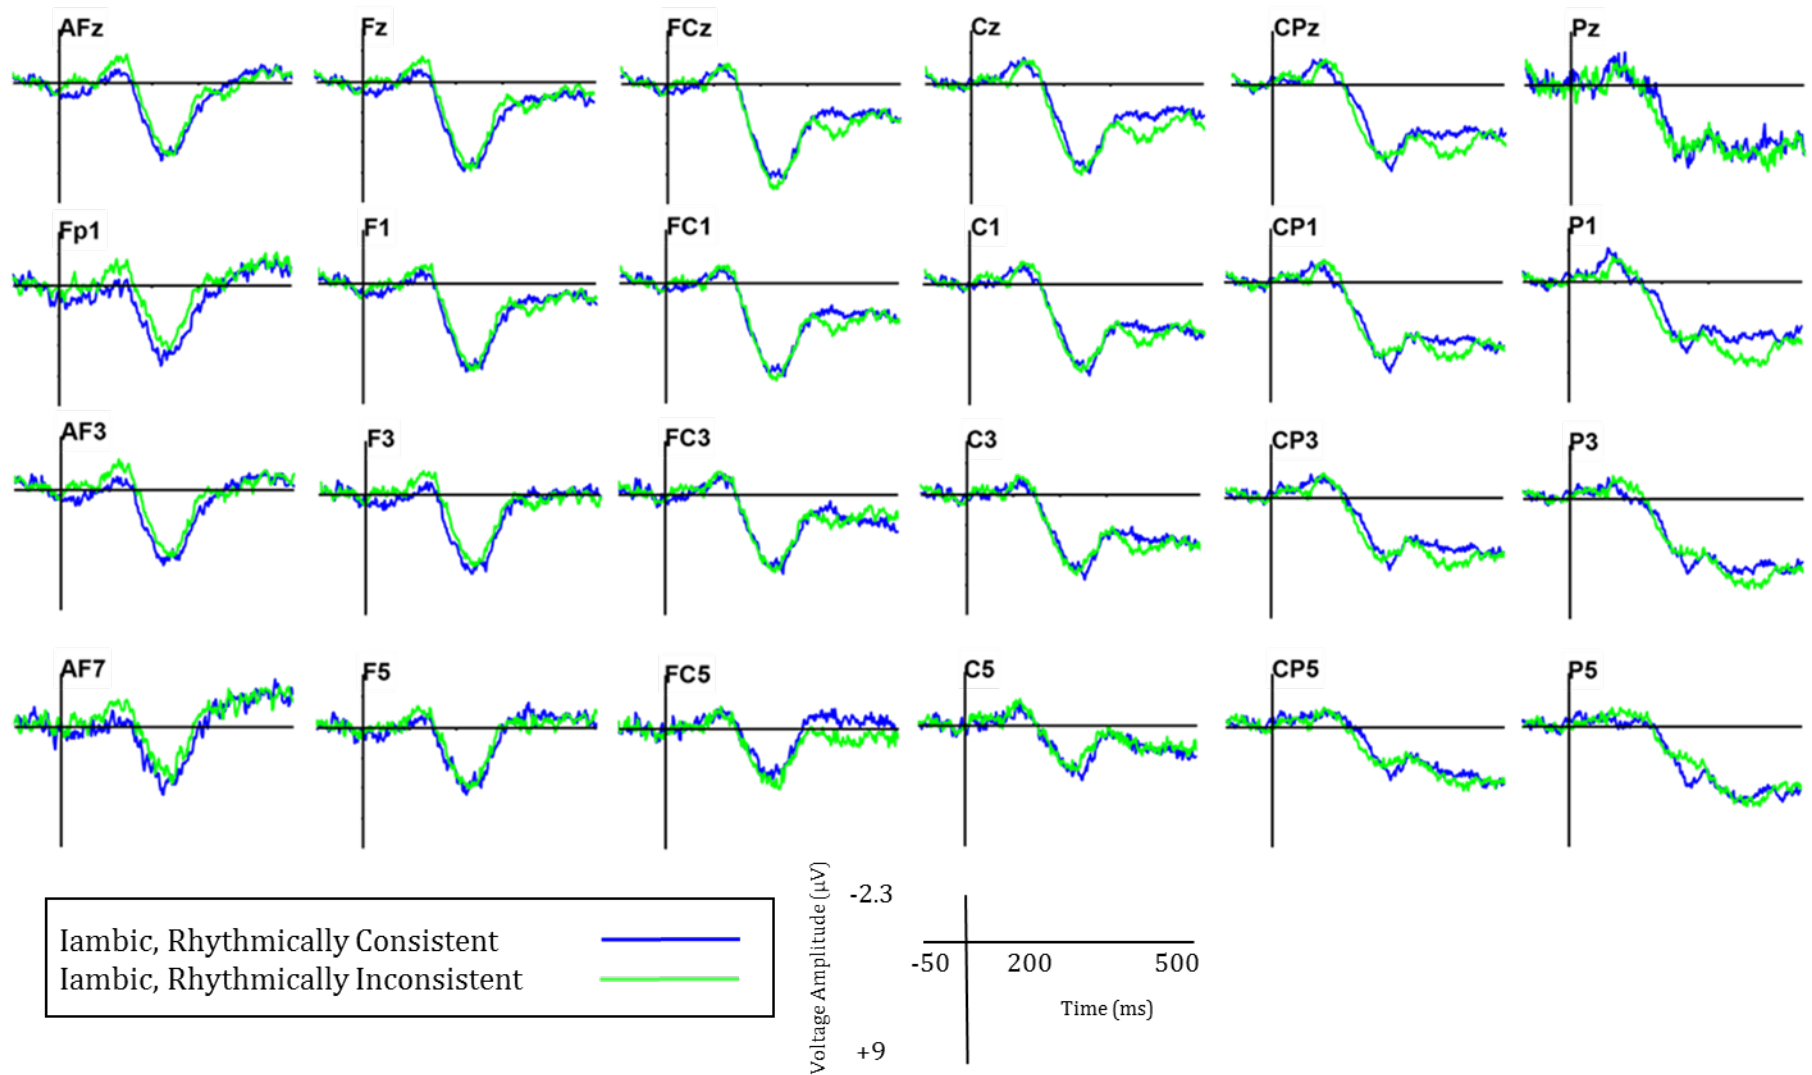 AFz Fz FCz Cz CPz Pz
Fp1 F1 FC1 C1 CP1 P1
AF3 F3 FC3 C3 CP3 P3
AF7 F5 FC5 C5 CP5 P5
Iambic, Rhythmically Consistent
Iambic, Rhythmically Inconsistent
Voltage Amplitude (μV)
-2.3
+9
-50 200 500
Time (ms)